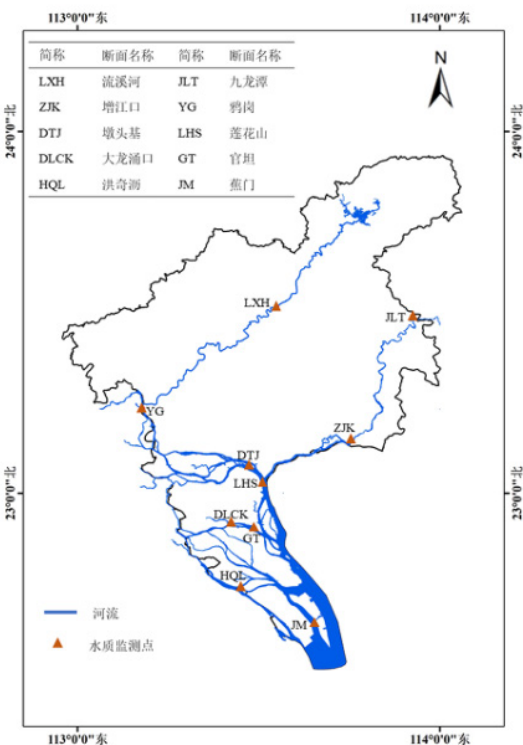 113°0'0"东 114°0'0"东
简称 断面名称 简称 断面名称
LXH 流溪河 JLT 九龙潭
ZJK 增江口 YG 鸦岗
DTJ 墩头基 LHS 莲花山
DLCK 大龙涌口 GT 官坦
HQL 洪奇沥 JM 蕉门
N
24°0'0"北 24°0'0"北
LXH
JLT
YG
ZJK
DTJ
LHS
23°0'0"北 23°0'0"北
DLCK
GT
HQL
JM
河流
水质监测点
113°0'0"东 114°0'0"东